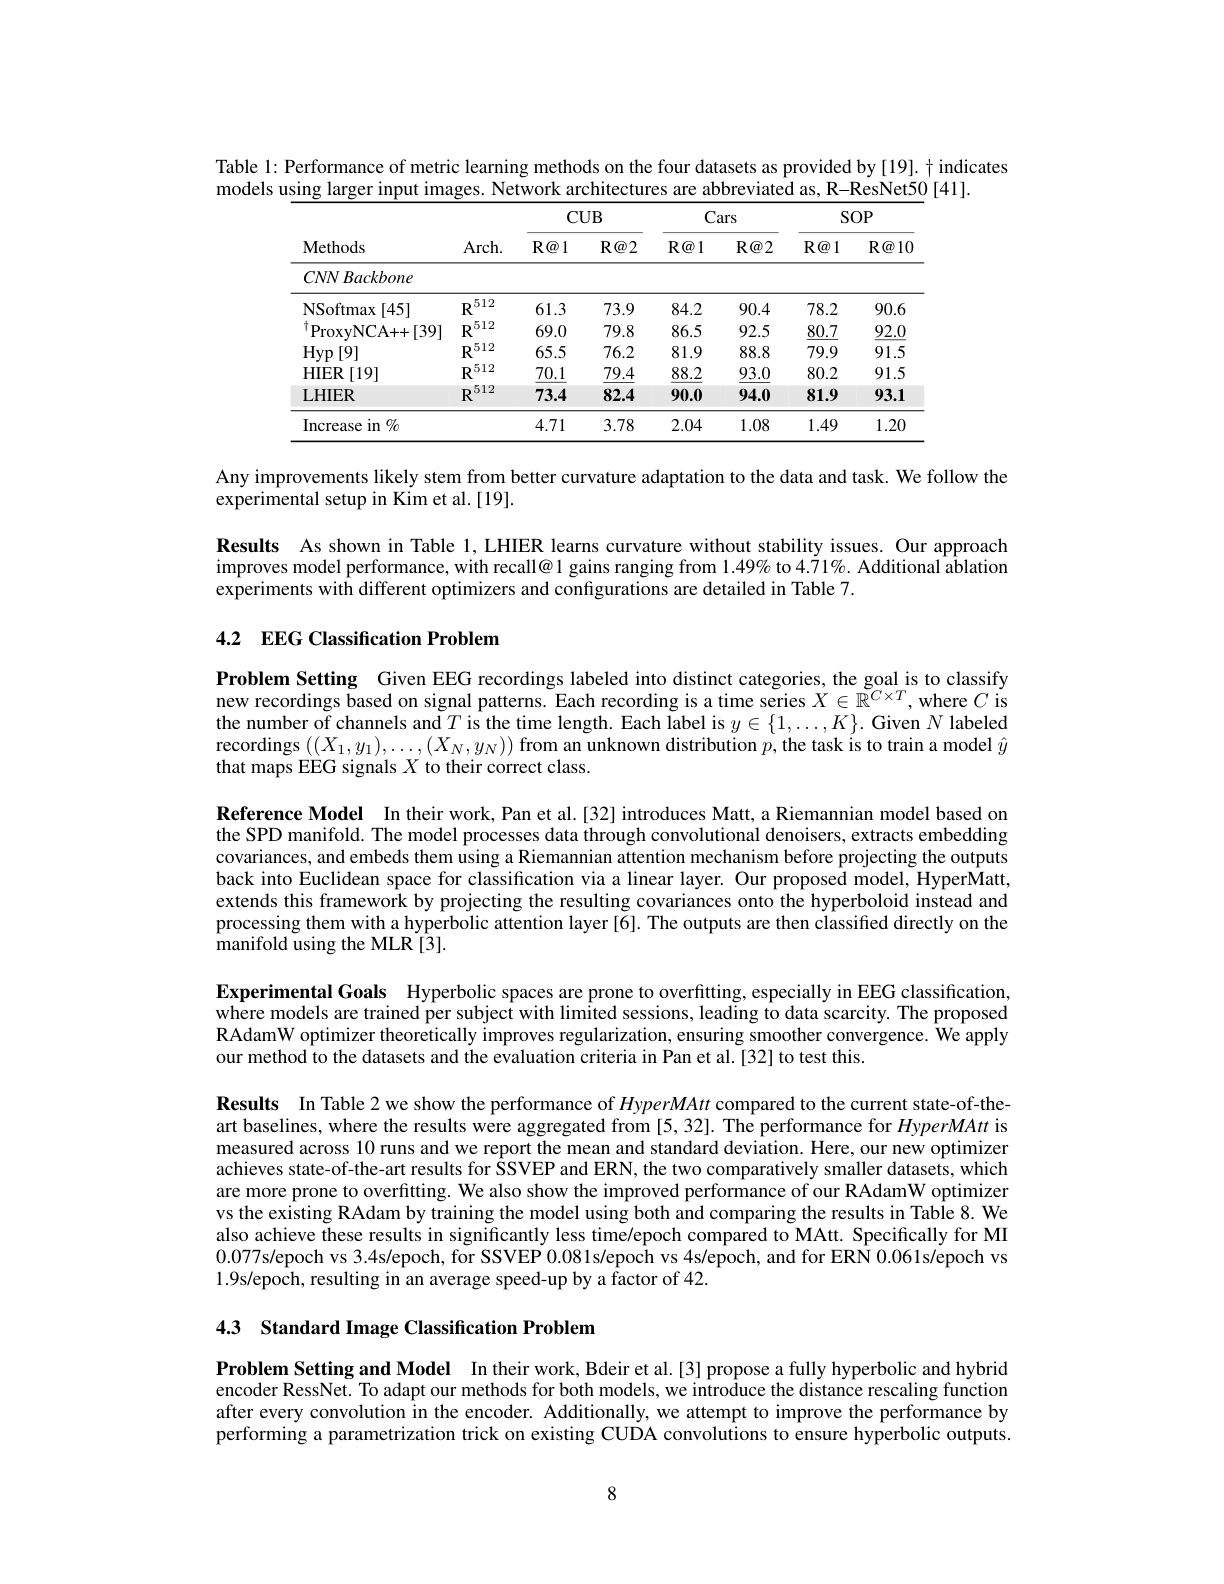 Table 1: Performance of metric learning methods on the four datasets as provided by [19]. † indicates
models using larger input images. Network architectures are abbreviated as, R–ResNet50 [41].
CUB Cars SOP
Methods Arch. R@1 R@2 R@1 R@2 R@1 R@10
CNN Backbone
NSoftmax [45] R^512 61.3 73.9 84.2 90.4 78.2 90.6
†ProxyNCA++ [39] R^512 69.0 79.8 86.5 92.5 80.7 92.0
Hyp [9] R^512 65.5 76.2 81.9 88.8 79.9 91.5
HIER [19] R^512 70.1 79.4 88.2 93.0 80.2 91.5
LHIER R^512 73.4 82.4 90.0 94.0 81.9 93.1
Increase in % 4.71 3.78 2.04 1.08 1.49 1.20
Any improvements likely stem from better curvature adaptation to the data and task. We follow the
experimental setup in Kim et al. [19].
Results As shown in Table 1, LHIER learns curvature without stability issues. Our approach
improves model performance, with recall@1 gains ranging from 1.49% to 4.71%. Additional ablation
experiments with different optimizers and configurations are detailed in Table 7.
4.2 EEG Classification Problem
Problem Setting Given EEG recordings labeled into distinct categories, the goal is to classify
new recordings based on signal patterns. Each recording is a time series X ∈ ℝ^{C×T}, where C is
the number of channels and T is the time length. Each label is y ∈ {1, . . . , K}. Given N labeled
recordings ((X₁, y₁), . . . , (X_N, y_N)) from an unknown distribution p, the task is to train a model ŷ
that maps EEG signals X to their correct class.
Reference Model In their work, Pan et al. [32] introduces Matt, a Riemannian model based on
the SPD manifold. The model processes data through convolutional denoisers, extracts embedding
covariances, and embeds them using a Riemannian attention mechanism before projecting the outputs
back into Euclidean space for classification via a linear layer. Our proposed model, HyperMatt,
extends this framework by projecting the resulting covariances onto the hyperboloid instead and
processing them with a hyperbolic attention layer [6]. The outputs are then classified directly on the
manifold using the MLR [3].
Experimental Goals Hyperbolic spaces are prone to overfitting, especially in EEG classification,
where models are trained per subject with limited sessions, leading to data scarcity. The proposed
RAdamW optimizer theoretically improves regularization, ensuring smoother convergence. We apply
our method to the datasets and the evaluation criteria in Pan et al. [32] to test this.
Results In Table 2 we show the performance of HyperMAtt compared to the current state-of-the-
art baselines, where the results were aggregated from [5, 32]. The performance for HyperMAtt is
measured across 10 runs and we report the mean and standard deviation. Here, our new optimizer
achieves state-of-the-art results for SSVEP and ERN, the two comparatively smaller datasets, which
are more prone to overfitting. We also show the improved performance of our RAdamW optimizer
vs the existing RAdam by training the model using both and comparing the results in Table 8. We
also achieve these results in significantly less time/epoch compared to MAtt. Specifically for MI
0.077s/epoch vs 3.4s/epoch, for SSVEP 0.081s/epoch vs 4s/epoch, and for ERN 0.061s/epoch vs
1.9s/epoch, resulting in an average speed-up by a factor of 42.
4.3 Standard Image Classification Problem
Problem Setting and Model In their work, Bdeir et al. [3] propose a fully hyperbolic and hybrid
encoder RessNet. To adapt our methods for both models, we introduce the distance rescaling function
after every convolution in the encoder. Additionally, we attempt to improve the performance by
performing a parametrization trick on existing CUDA convolutions to ensure hyperbolic outputs.
8